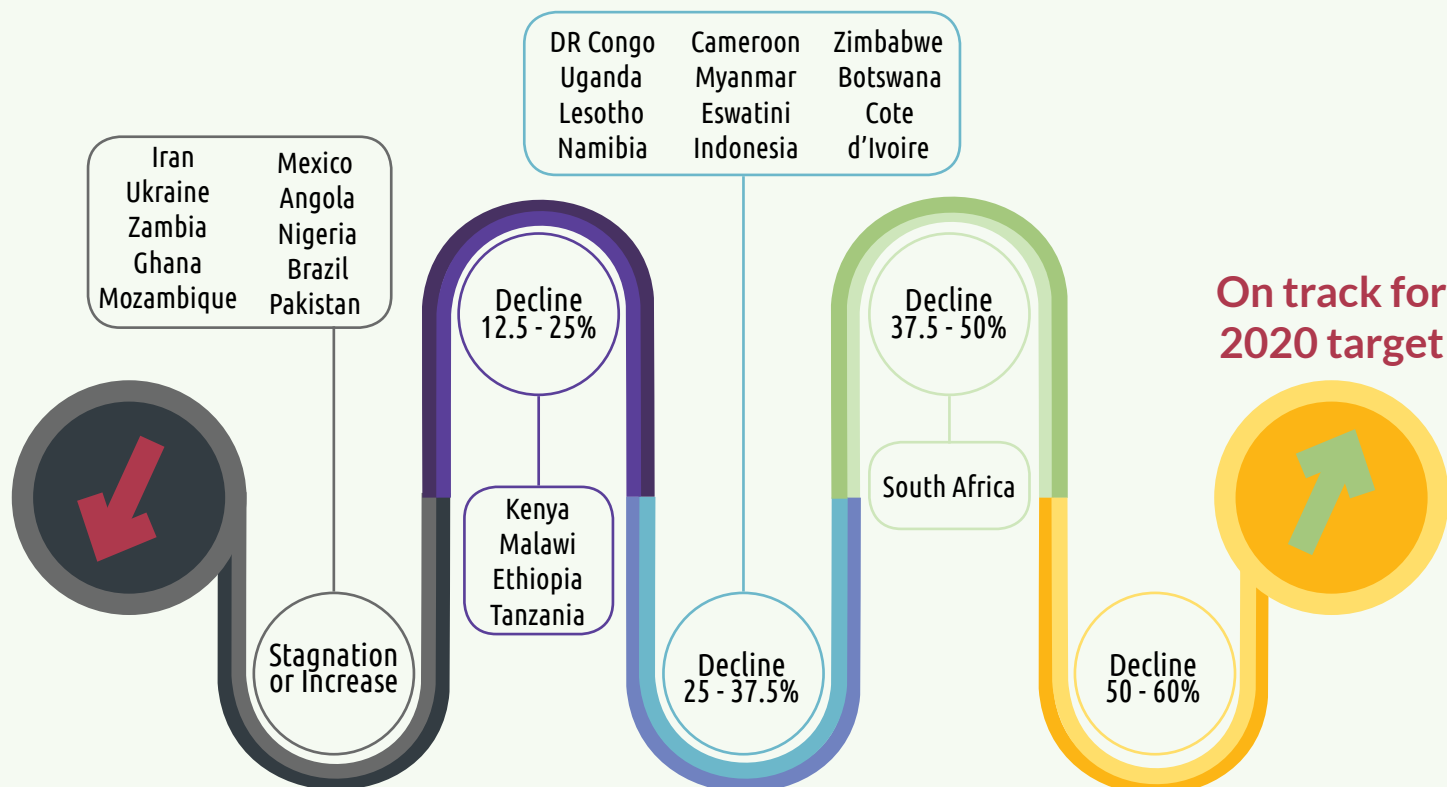 DR Congo
Uganda
Lesotho
Namibia
Cameroon
Myanmar
Eswatini
Indonesia
Zimbabwe
Botswana
Cote
d'Ivoire
Iran
Ukraine
Zambia
Ghana
Mozambique
Mexico
Angola
Nigeria
Brazil
Pakistan
Decline
12.5 - 25%
Decline
37.5 - 50%
On track for
2020 target
Kenya
Malawi
Ethiopia
Tanzania
South Africa
Stagnation
or Increase
Decline
25 - 37.5%
Decline
50 - 60%